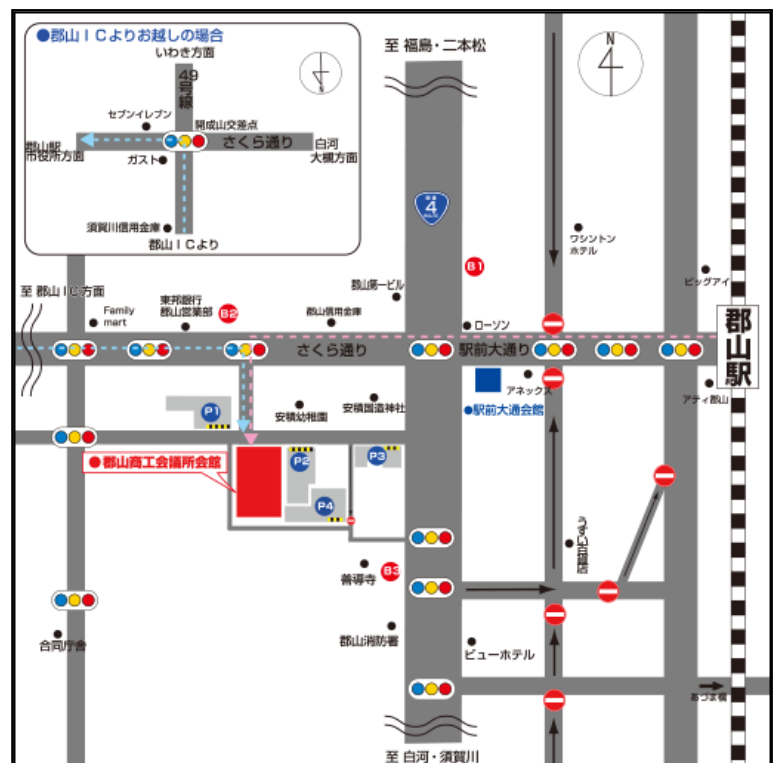 ●郡山ICよりお越しの場合
いわき方面
49号線
セブンイレブン
開成山交差点
郡山駅
市役所方面
さくら通り
白河
大槻方面
ガスト
須賀川信用金庫
郡山ICより
N
至 福島・二本松
4
ワシントン
ホテル
B1
ビッグアイ
郡山第一ビル
至 郡山IC方面
Family
mart
東邦銀行
郡山営業部
B2
郡山信用金庫
ローソン
郡山駅
さくら通り
駅前大通り
アネックス
アティ郡山
●駅前大通会館
P1
安積幼稚園
安積国造神社
●郡山商工会議所会館
P2
P3
P4
うすい百貨店
善導寺
B3
合同庁舎
郡山消防署
ビューホテル
あづま橋
至 白河・須賀川